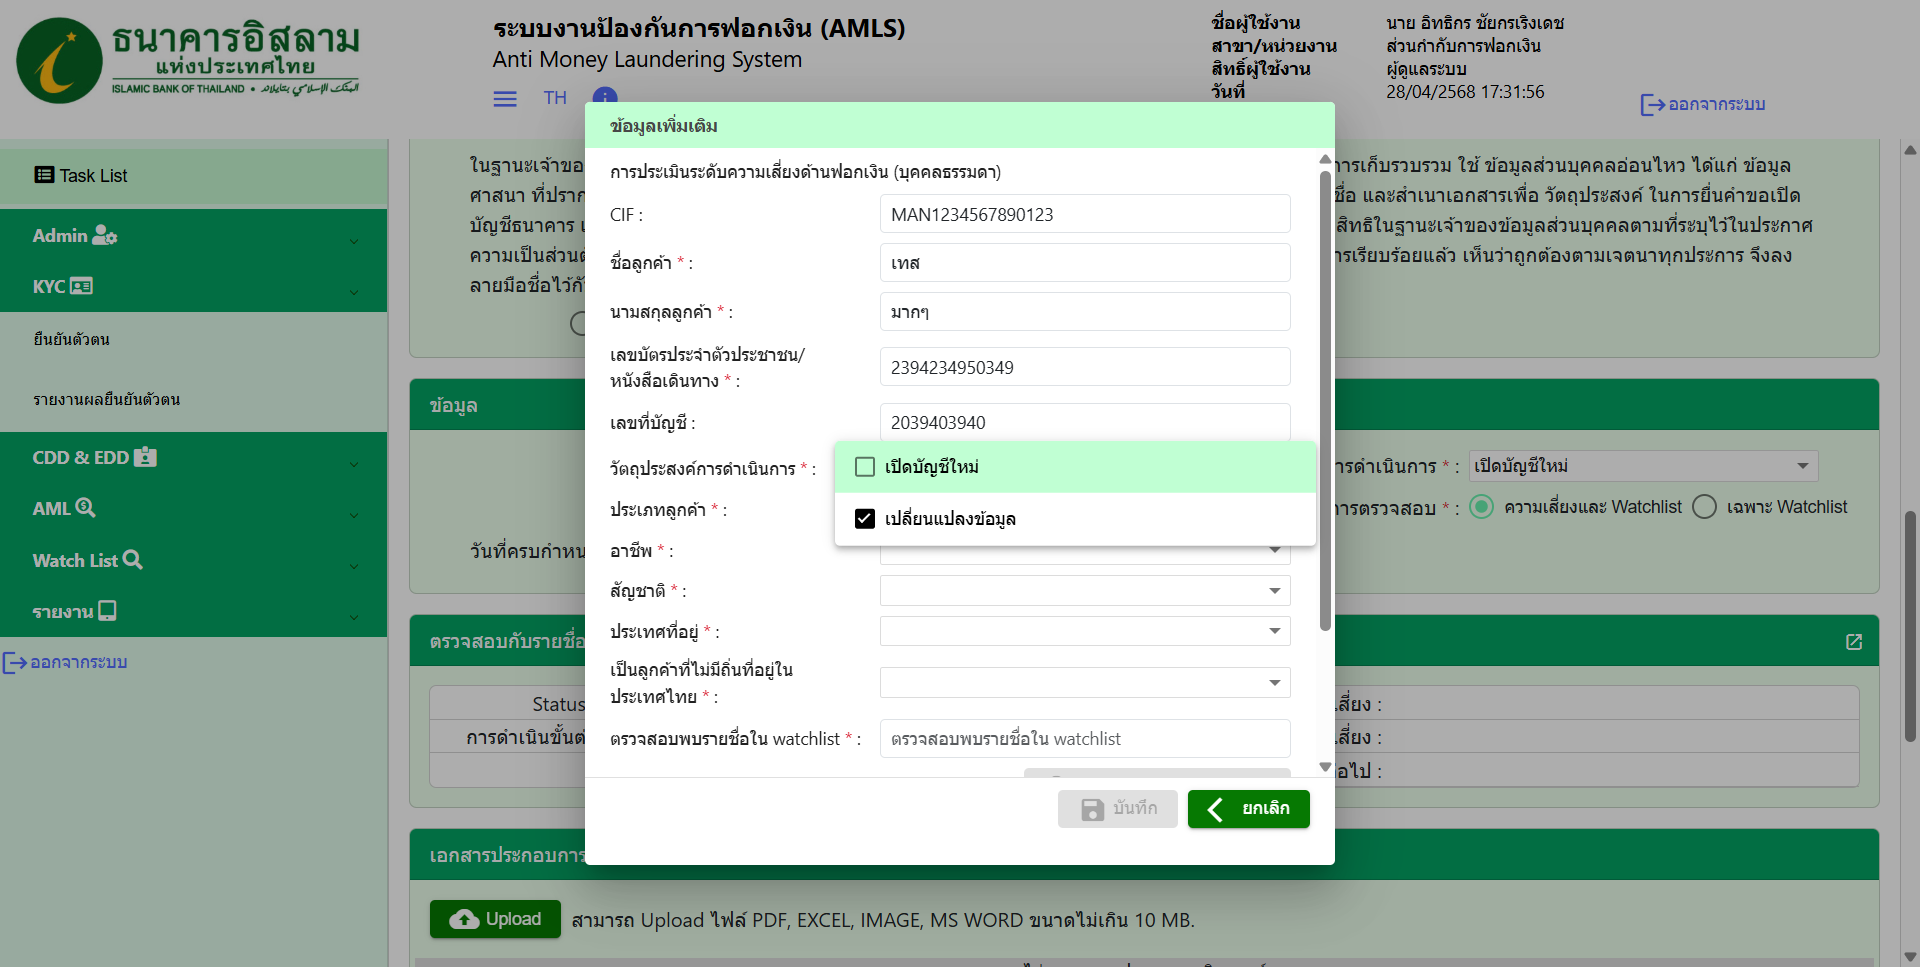 ธนาคารอิสลาม
แห่งประเทศไทย
ISLAMIC BANK OF THAILAND •
ระบบงานป้องกันการฟอกเงิน (AMLS)
Anti Money Laundering System
TH
ชื่อผู้ใช้งาน นาย อิทธิกร ชัยกรเริงเดช
สาขา/หน่วยงาน ส่วนกำกับการฟอกเงิน
สิทธิ์ผู้ใช้งาน ผู้ดูแลระบบ
วันที่ 28/04/2568 17:31:56
ออกจากระบบ
Task List
Admin
KYC
ยืนยันตัวตน
รายงานผลยืนยันตัวตน
CDD & EDD
AML
Watch List
รายงาน
ออกจากระบบ
ในฐานะเจ้าขอ
การเก็บรวบรวม ใช้ ข้อมูลส่วนบุคคลอ่อนไหว ได้แก่ ข้อมูล
ศาสนา ที่ปราก
ชื่อ และสำเนาเอกสารเพื่อ วัตถุประสงค์ ในการยื่นคำขอเปิด
บัญชีธนาคาร
สิทธิในฐานะเจ้าของข้อมูลส่วนบุคคลตามที่ระบุไว้ในประกาศ
ความเป็นส่วนต
การเรียบร้อยแล้ว เห็นว่าถูกต้องตามเจตนาทุกประการ จึงลง
ลายมือชื่อไว้กั
ข้อมูล
การดำเนินการ * : เปิดบัญชีใหม่
การตรวจสอบ * : ความเสี่ยงและ Watchlist เฉพาะ Watchlist
วันที่ครบกำหน
ตรวจสอบกับรายชื่อ
Status
เสี่ยง :
การดำเนินขั้นต
เสี่ยง :
อไป :
เอกสารประกอบการ
Upload สามารถ Upload ไฟล์ PDF, EXCEL, IMAGE, MS WORD ขนาดไม่เกิน 10 MB.
ข้อมูลเพิ่มเติม
การประเมินระดับความเสี่ยงด้านฟอกเงิน (บุคคลธรรมดา)
CIF : MAN1234567890123
ชื่อลูกค้า * : เทส
นามสกุลลูกค้า * : มากๆ
เลขบัตรประจำตัวประชาชน/
หนังสือเดินทาง * : 2394234950349
เลขที่บัญชี : 2039403940
วัตถุประสงค์การดำเนินการ * : เปิดบัญชีใหม่
ประเภทลูกค้า * : เปลี่ยนแปลงข้อมูล
อาชีพ * :
สัญชาติ * :
ประเทศที่อยู่ * :
เป็นลูกค้าที่ไม่มีถิ่นที่อยู่ใน
ประเทศไทย * :
ตรวจสอบพบรายชื่อใน watchlist * : ตรวจสอบพบรายชื่อใน watchlist
บันทึก
ยกเลิก